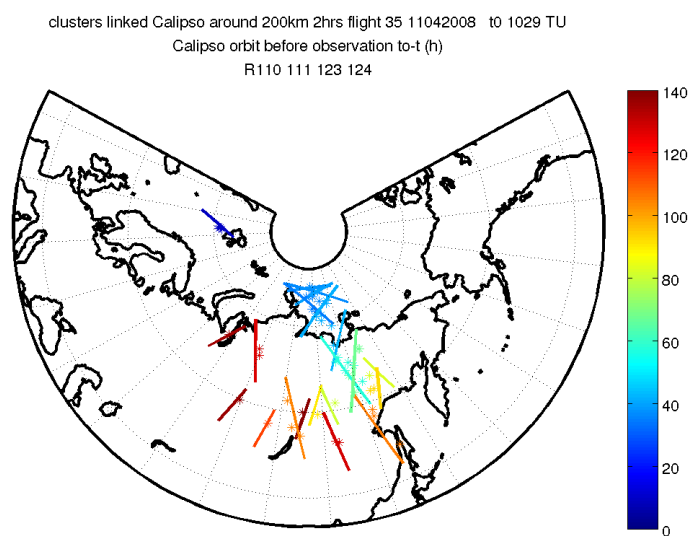 clusters linked Calipso around 200km 2hrs flight 35 11042008 t0 1029 TU
Calipso orbit before observation to-t (h)
R110 111 123 124
140
120
100
80
60
40
20
0